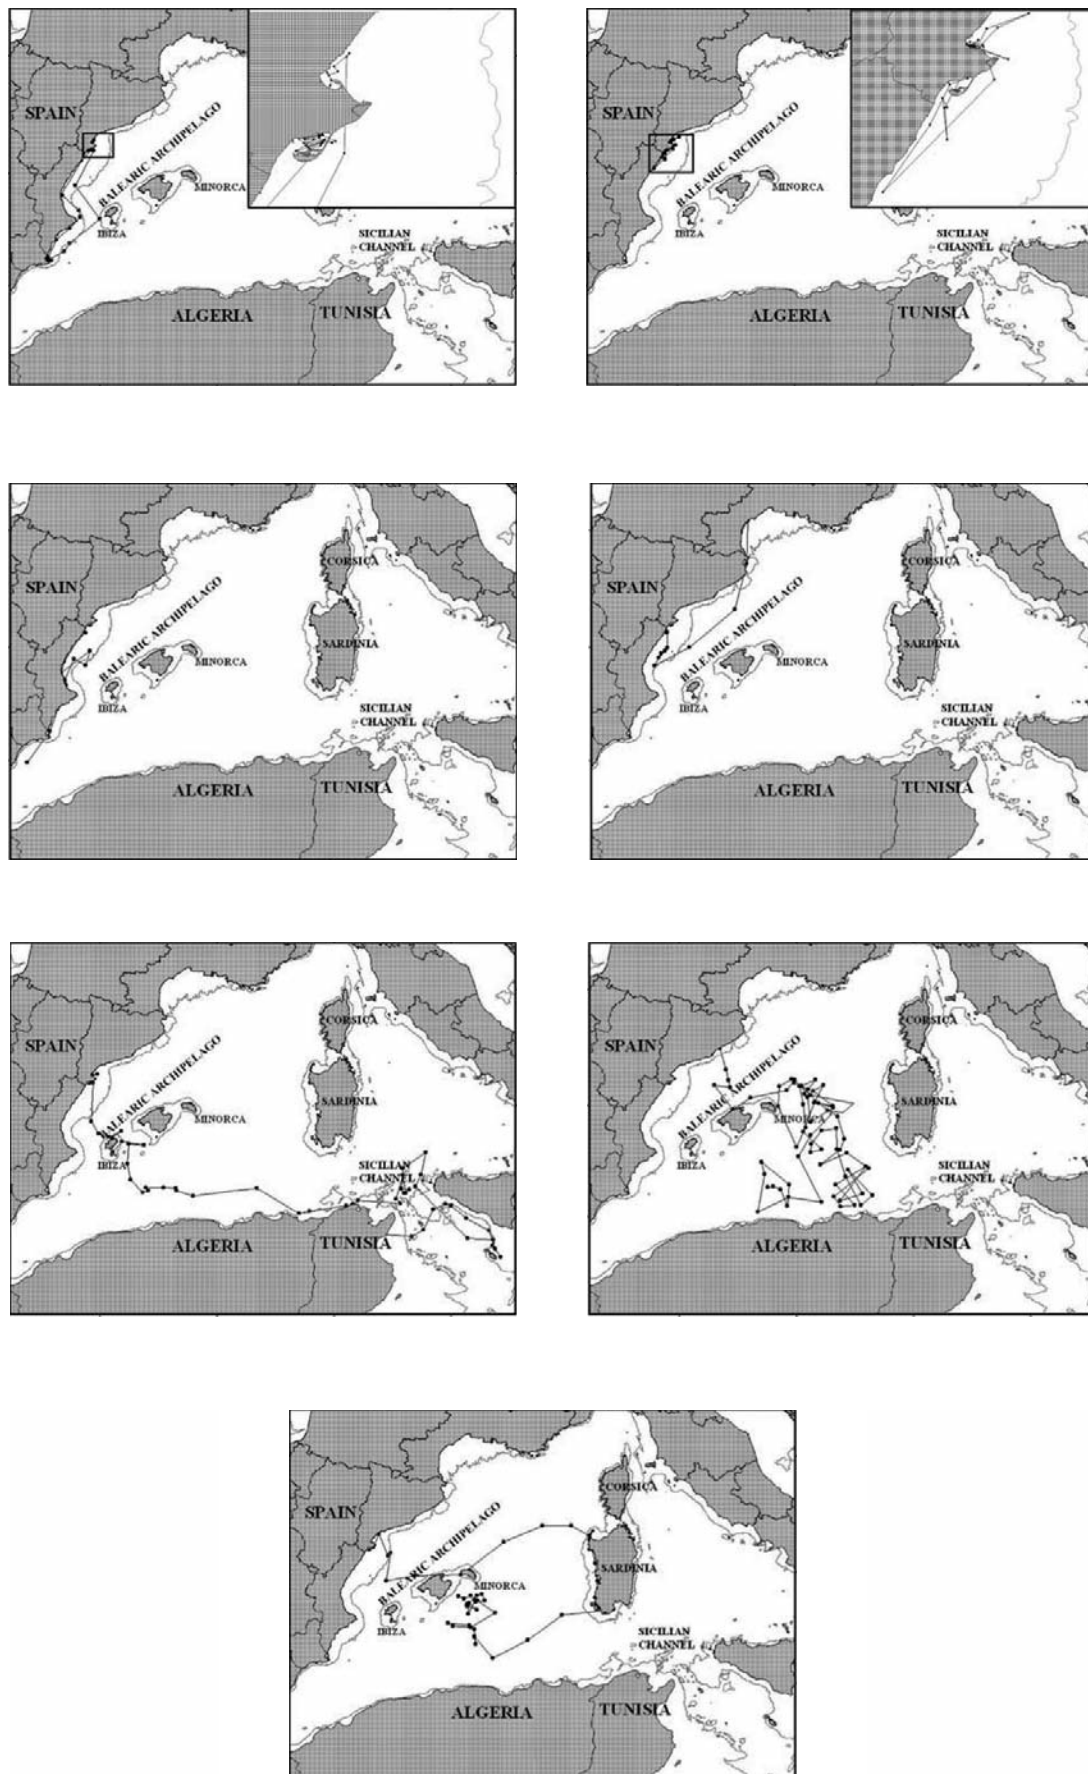 SPAIN
BALEARIC ARCHIPELAGO
MINORCA
IBIZA
SICILIAN
CHANNEL
ALGERIA
TUNISIA
SPAIN
BALEARIC ARCHIPELAGO
MINORCA
IBIZA
SICILIAN
CHANNEL
ALGERIA
TUNISIA
CORSICA
SPAIN
BALEARIC ARCHIPELAGO
SARDINIA
MINORCA
IBIZA
SICILIAN
CHANNEL
ALGERIA
TUNISIA
CORSICA
SPAIN
BALEARIC ARCHIPELAGO
SARDINIA
MINORCA
IBIZA
SICILIAN
CHANNEL
ALGERIA
TUNISIA
CORSICA
SPAIN
BALEARIC ARCHIPELAGO
SARDINIA
MINORCA
IBIZA
SICILIAN
CHANNEL
ALGERIA
TUNISIA
CORSICA
SPAIN
BALEARIC ARCHIPELAGO
SARDINIA
MINORCA
IBIZA
SICILIAN
CHANNEL
ALGERIA
TUNISIA
CORSICA
SPAIN
BALEARIC ARCHIPELAGO
SARDINIA
MINORCA
IBIZA
SICILIAN
CHANNEL
ALGERIA
TUNISIA